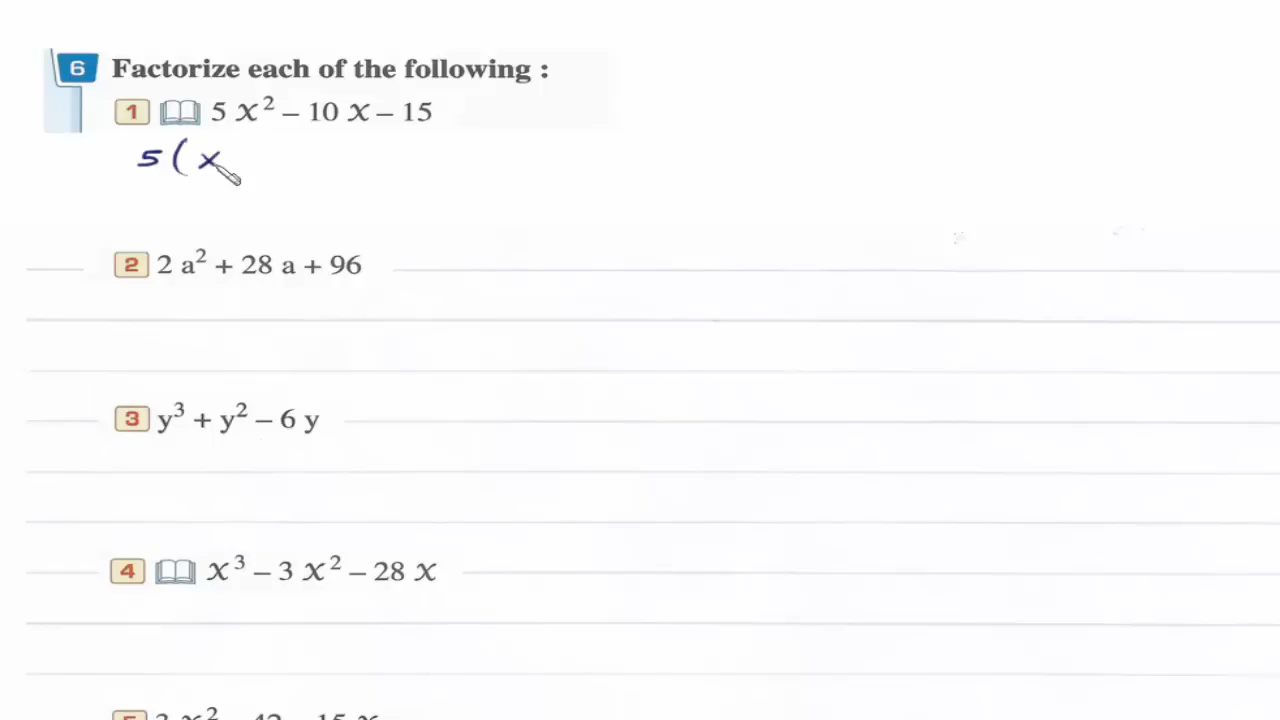 6 Factorize each of the following :
1 5 x² – 10 x – 15
5 ( x
2 2 a² + 28 a + 96
3 y³ + y² – 6 y
4 x³ – 3 x² – 28 x